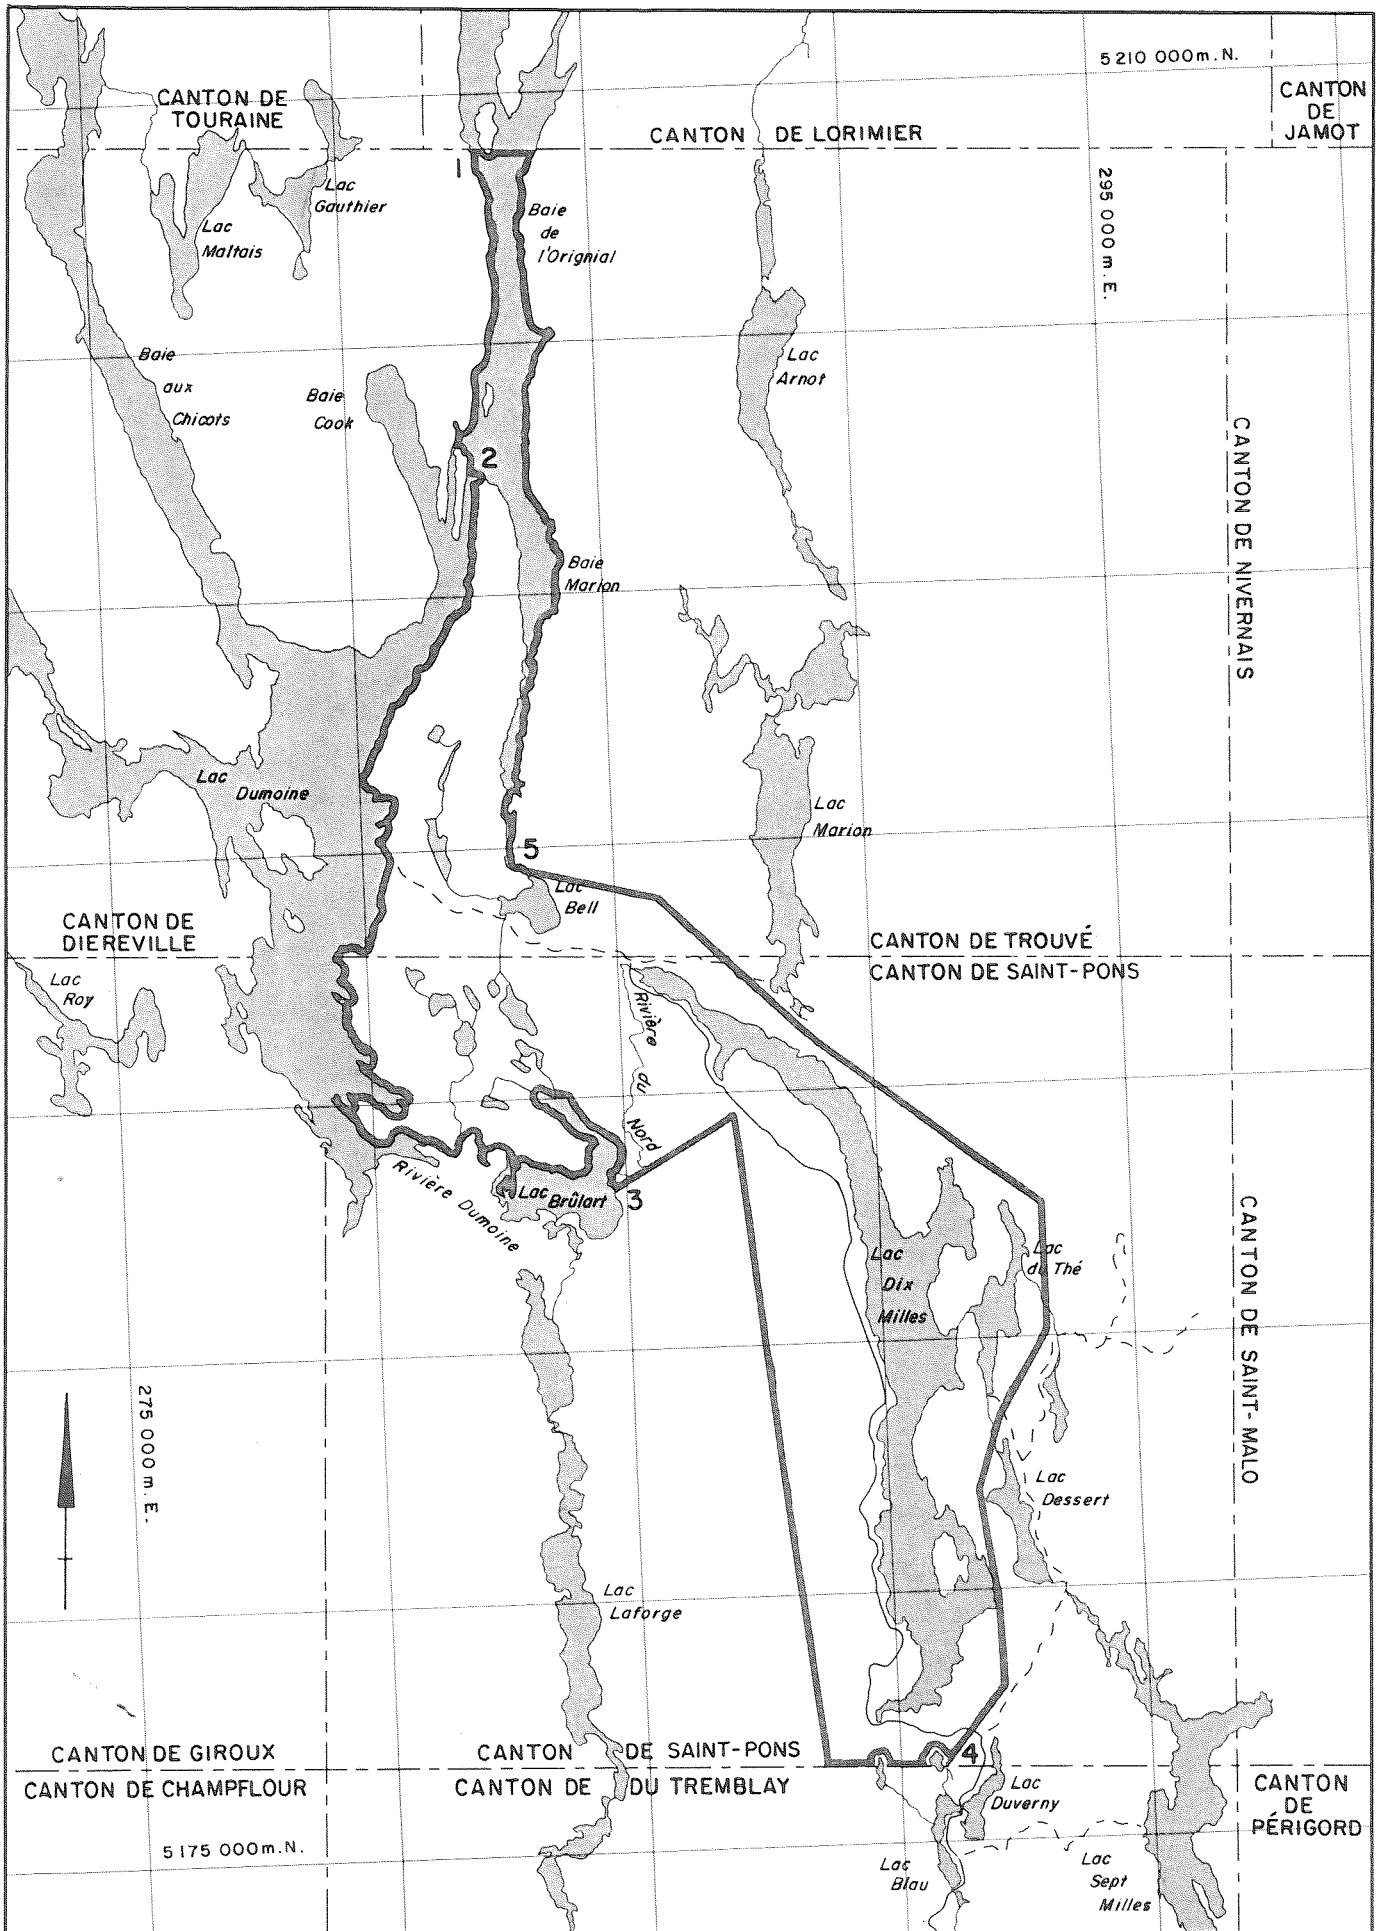 5 210 000m.N.
CANTON DE
TOURAINE
CANTON
DE
JAMOT
CANTON DE LORIMIER
1
Lac
Gauthier
Lac
Maltais
Baie
de
l'Orignial
295 000 m.E.
Baie
aux
Chicots
Baie
Cook
Lac
Arnot
2
CANTON DE NIVERNAIS
Baie
Marion
Lac
Dumoine
Lac
Marion
5
Lac
Bell
CANTON DE
DIEREVILLE
CANTON DE TROUVÉ
CANTON DE SAINT-PONS
Lac
Roy
Rivière du Nord
Rivière Dumoine
Lac
Brûlart
3
Lac
du Thé
Lac
Dix
Milles
CANTON DE SAINT-MALO
275 000 m.E.
Lac
Dessert
Lac
Laforge
CANTON DE GIROUX
CANTON DE CHAMPFLOUR
CANTON DE SAINT-PONS
CANTON DE DU TREMBLAY
4
Lac
Duverny
CANTON
DE
PÉRIGORD
5 175 000m.N.
Lac
Blau
Lac
Sept
Milles